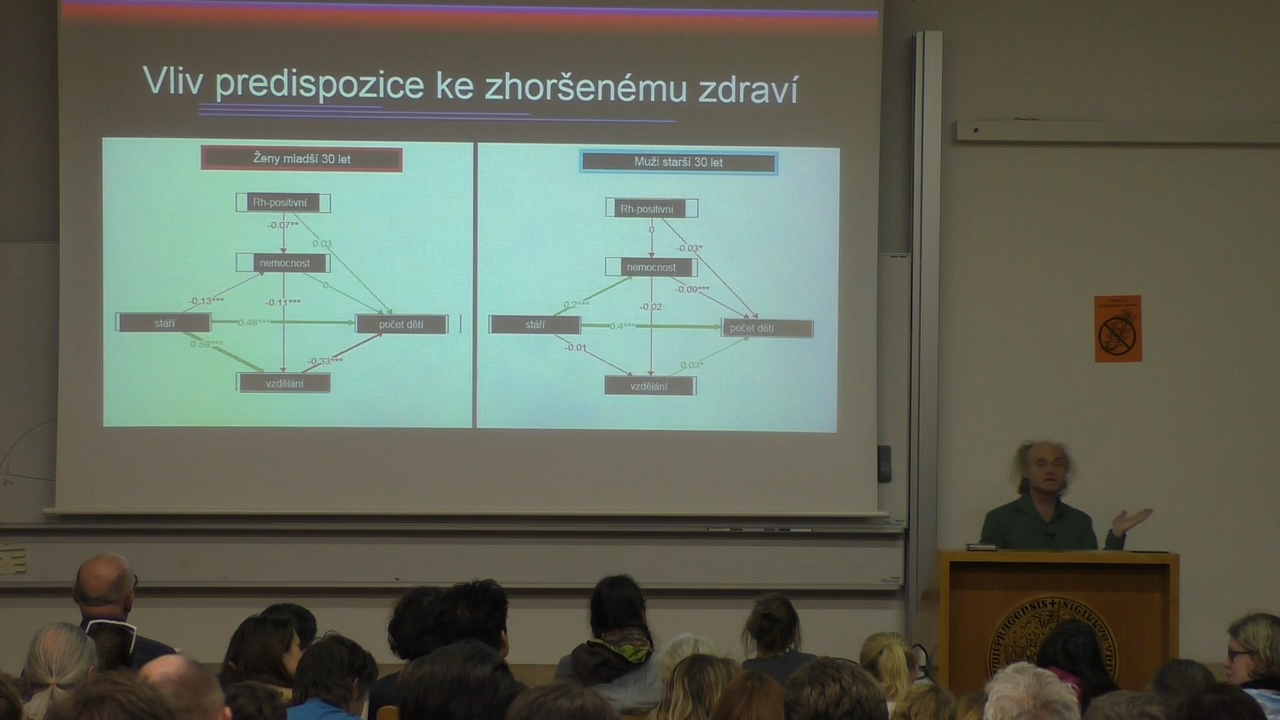 Vliv predispozice ke zhoršenému zdraví
Ženy mladší 30 let
Rh-positivní
-0.07**
0.03
nemocnost
0
-0.13***
-0.11***
stáří
0.48***
počet dětí
0.58***
-0.33***
vzdělání
Muži starší 30 let
Rh-positivní
0
-0.03*
nemocnost
-0.09***
0.2***
-0.02
stáří
0.4***
počet dětí
-0.01
0.03*
vzdělání